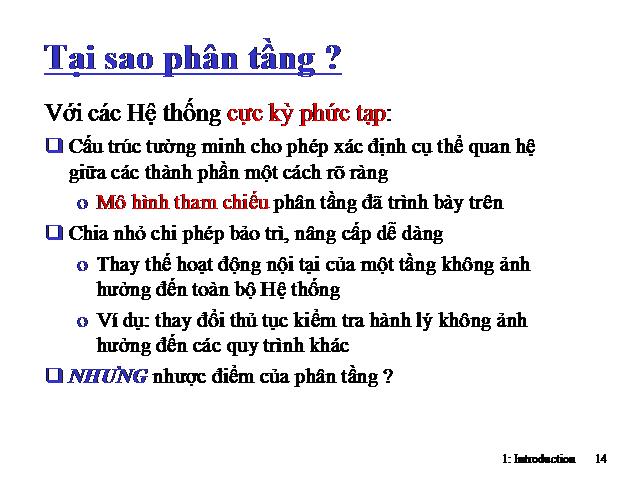 Tại sao phân tầng ?
Với các Hệ thống cực kỳ phức tạp:
❑ Cấu trúc tường minh cho phép xác định cụ thể quan hệ
giữa các thành phần một cách rõ ràng
o Mô hình tham chiếu phân tầng đã trình bày trên
❑ Chia nhỏ chi phép bảo trì, nâng cấp dễ dàng
o Thay thế hoạt động nội tại của một tầng không ảnh
hưởng đến toàn bộ Hệ thống
o Ví dụ: thay đổi thủ tục kiểm tra hành lý không ảnh
hưởng đến các quy trình khác
❑ NHƯNG nhược điểm của phân tầng ?
1: Introduction 14